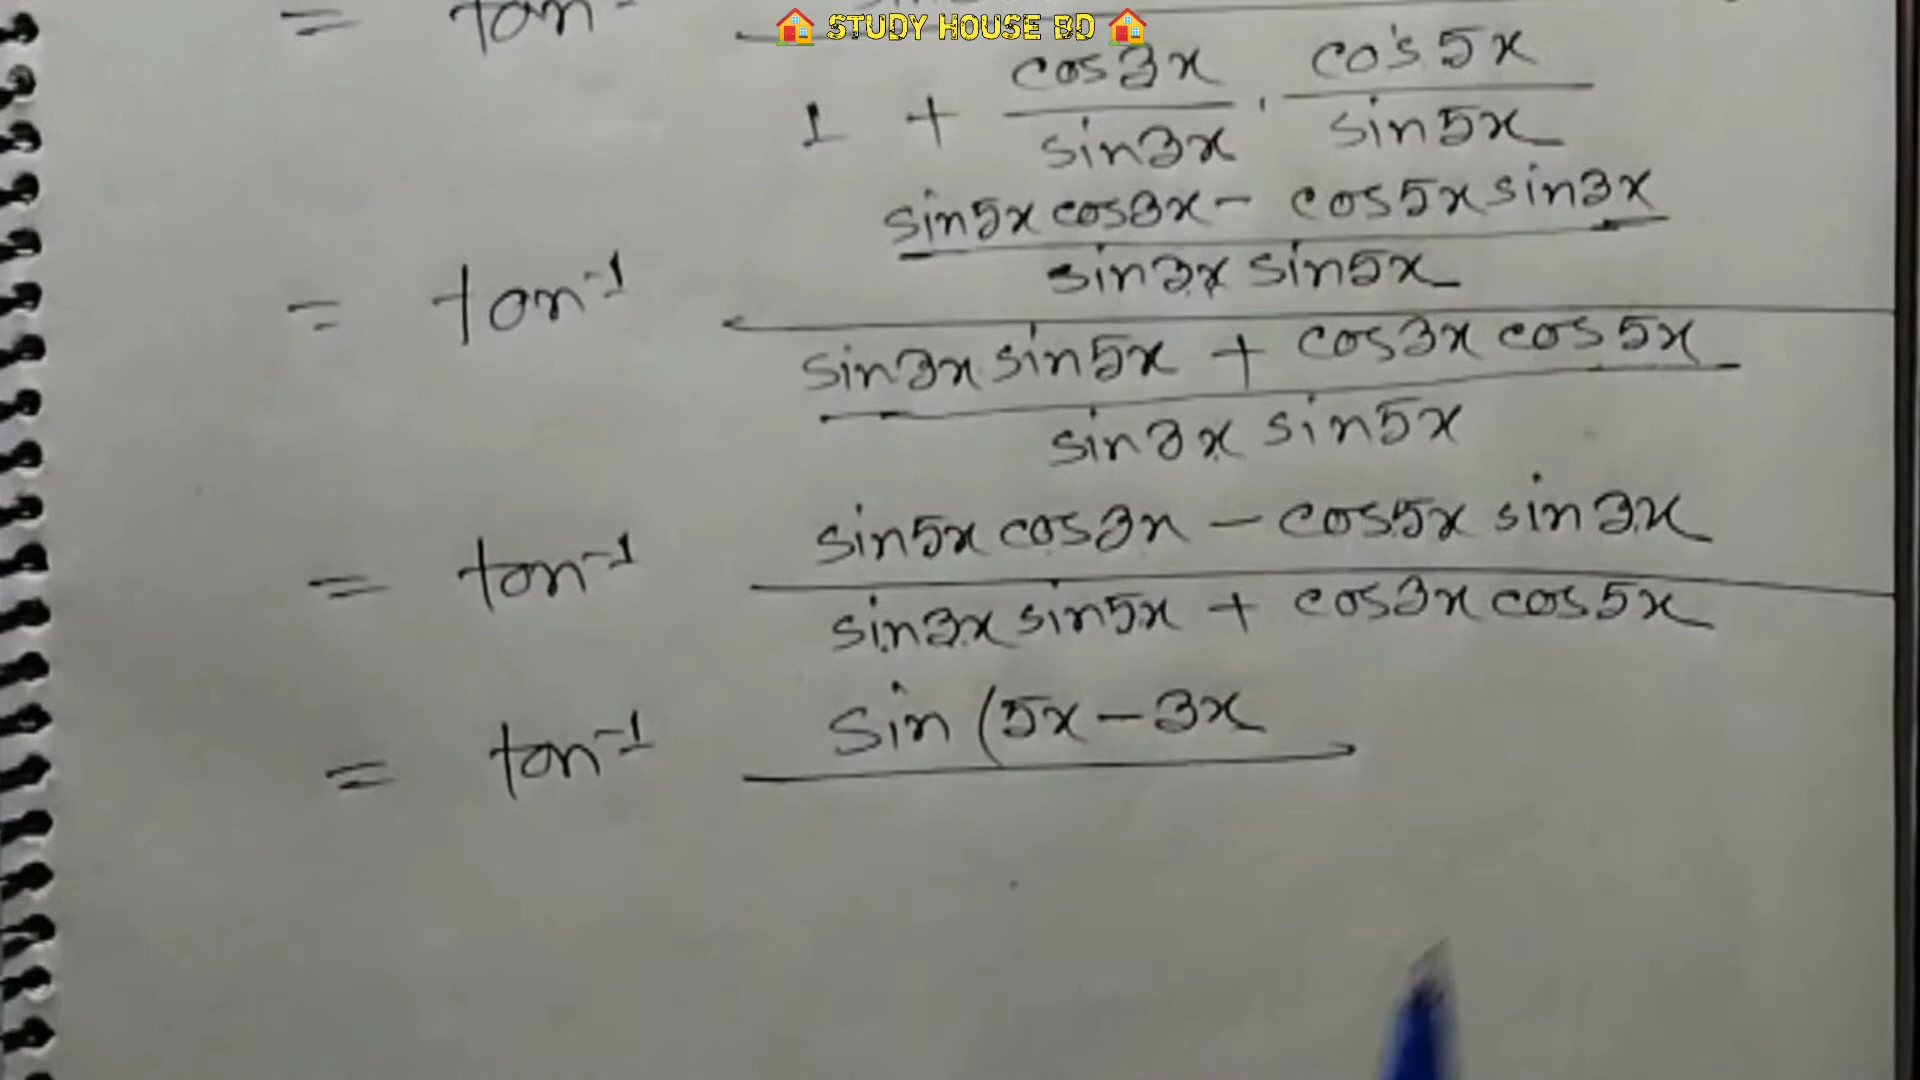 🏠 STUDY HOUSE BD 🏠
= tan
1 + cos3x/sin3x . cos5x/sin5x
= tan⁻¹ ((sin5x cos3x - cos5x sin3x)/(sin3x sin5x)) / ((sin3x sin5x + cos3x cos5x)/(sin3x sin5x))
= tan⁻¹ (sin5x cos3x - cos5x sin3x)/(sin3x sin5x + cos3x cos5x)
= tan⁻¹ sin (5x - 3x